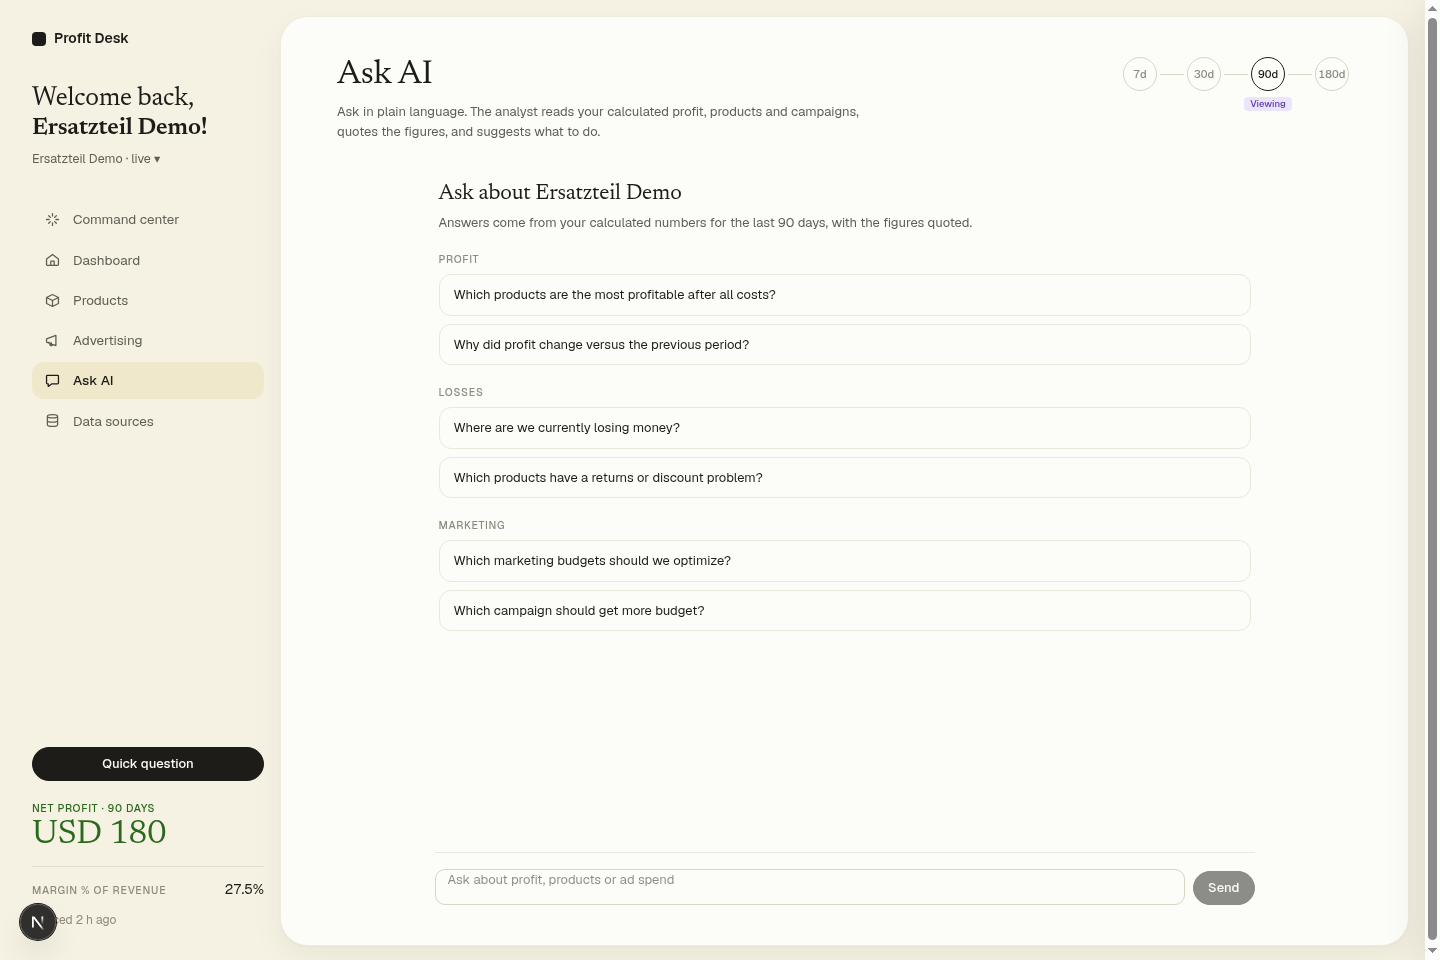 Profit Desk
Welcome back,
Ersatzteil Demo!
Ersatzteil Demo · live ▾
Command center
Dashboard
Products
Advertising
Ask AI
Data sources
Quick question
NET PROFIT · 90 DAYS
USD 180
MARGIN % OF REVENUE 27.5%
2 h ago
Ask AI
Ask in plain language. The analyst reads your calculated profit, products and campaigns,
quotes the figures, and suggests what to do.
7d 30d 90d 180d
Viewing
Ask about Ersatzteil Demo
Answers come from your calculated numbers for the last 90 days, with the figures quoted.
PROFIT
Which products are the most profitable after all costs?
Why did profit change versus the previous period?
LOSSES
Where are we currently losing money?
Which products have a returns or discount problem?
MARKETING
Which marketing budgets should we optimize?
Which campaign should get more budget?
Ask about profit, products or ad spend
Send